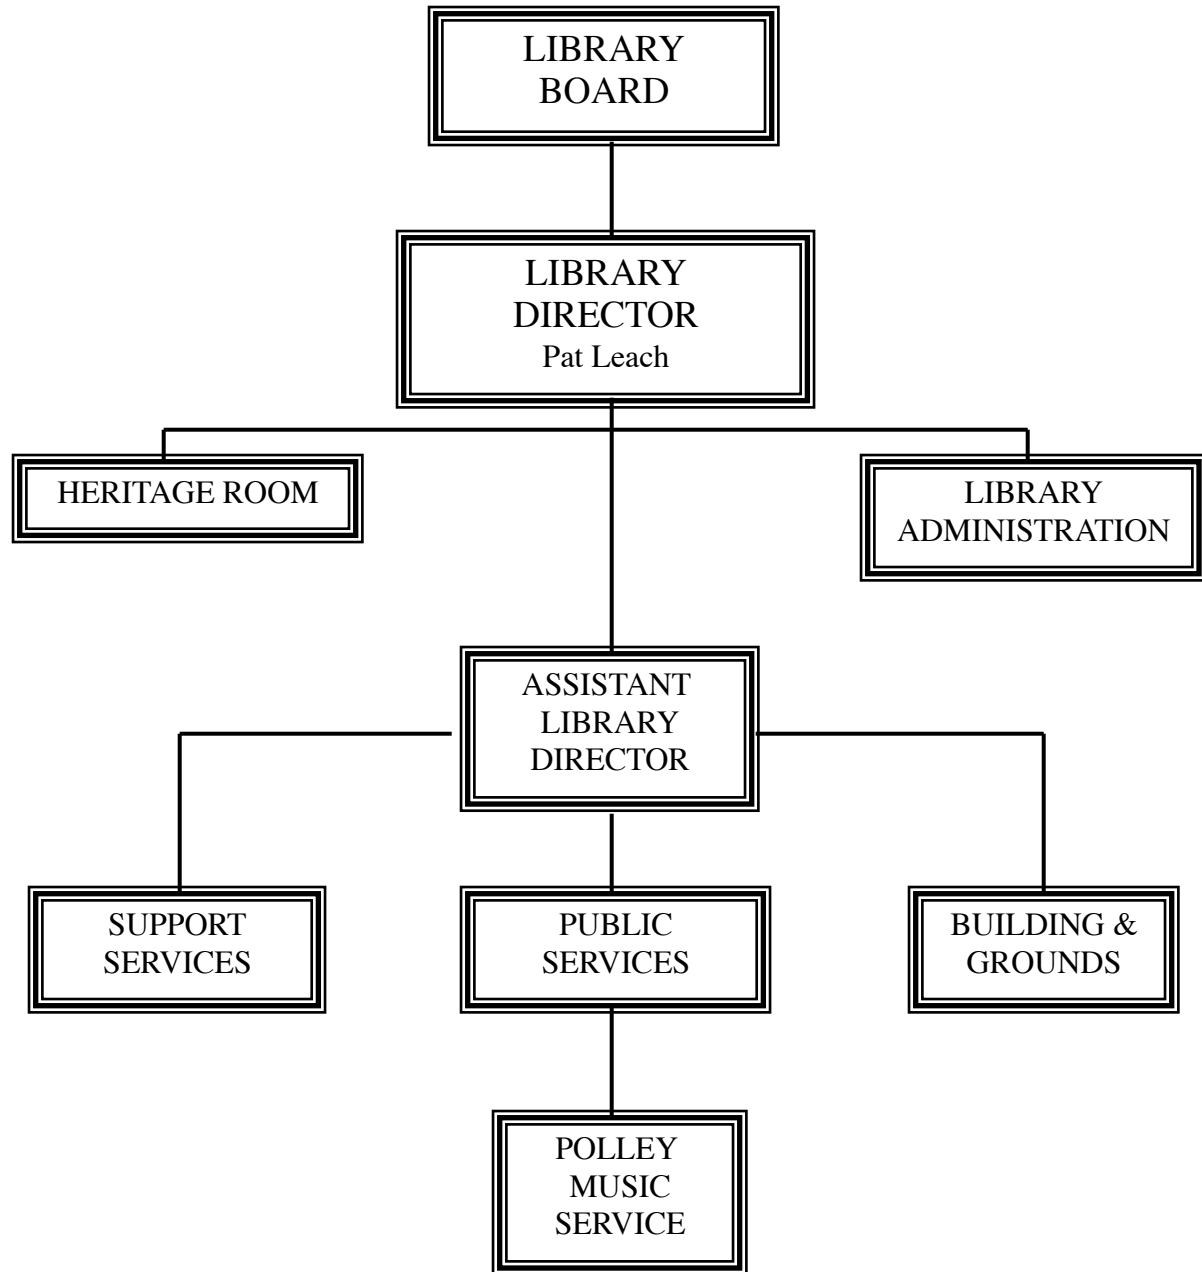 LIBRARY
BOARD
LIBRARY
DIRECTOR
Pat Leach
HERITAGE ROOM
LIBRARY
ADMINISTRATION
ASSISTANT
LIBRARY
DIRECTOR
SUPPORT
SERVICES
PUBLIC
SERVICES
BUILDING &
GROUNDS
POLLEY
MUSIC
SERVICE